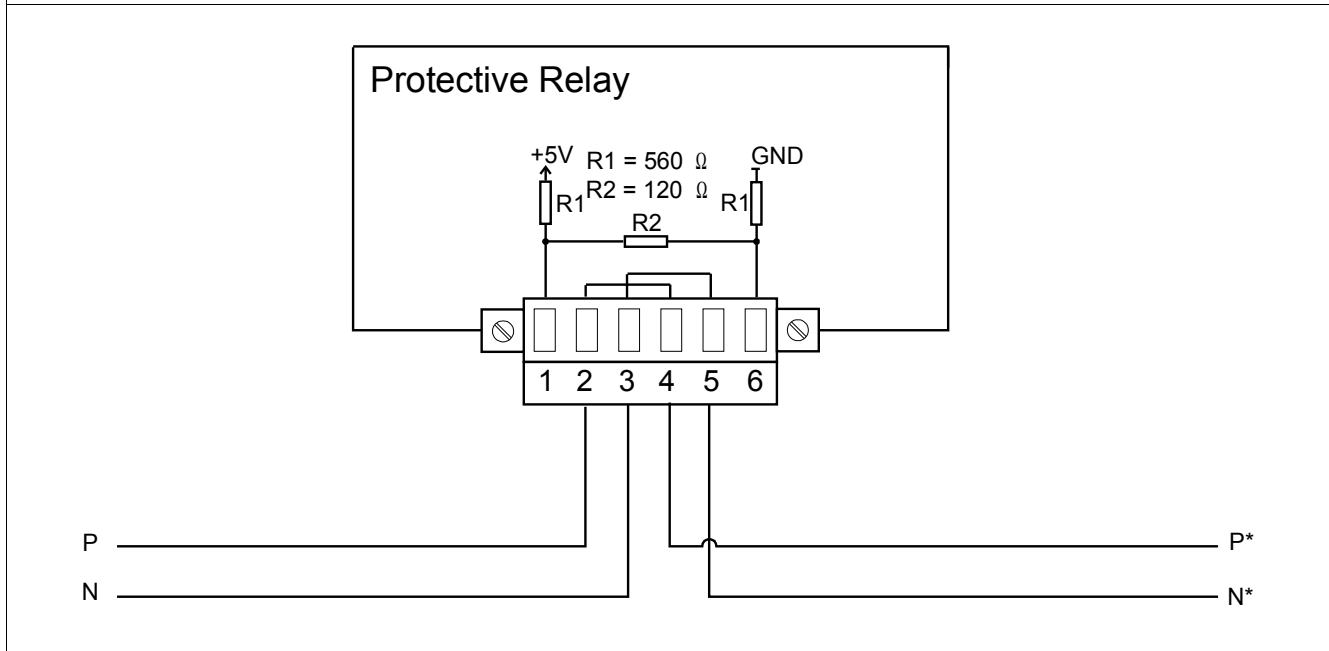 Protective Relay
+5V R1 = 560 Ω GND
R2 = 120 Ω
R1 R1
R2
1 2 3 4 5 6
P P*
N N*